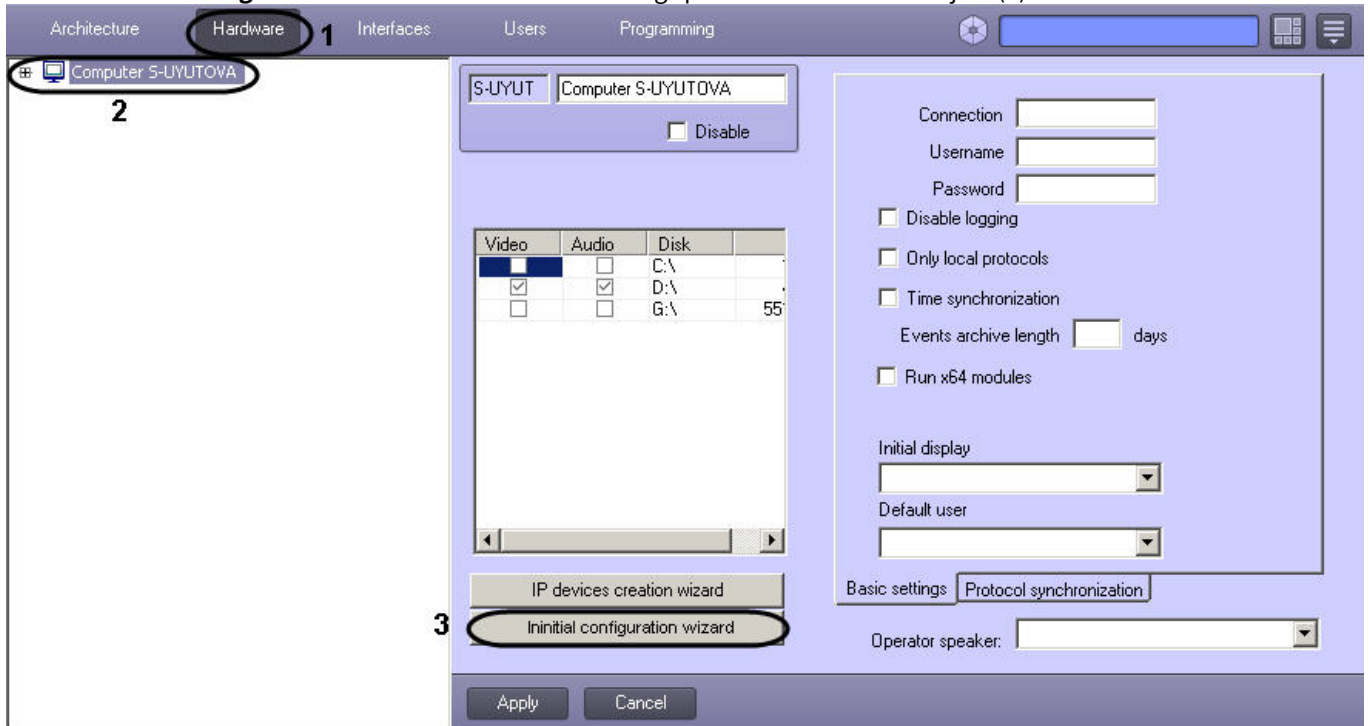 Architecture Hardware 1 Interfaces Users Programming
Computer S-UYUTOVA
2
S-UYUT Computer S-UYUTOVA
Disable
Video Audio Disk
C:\
D:\
G:\ 55
IP devices creation wizard
3 Ininitial configuration wizard
Apply Cancel
Connection
Username
Password
Disable logging
Only local protocols
Time synchronization
Events archive length days
Run x64 modules
Initial display
Default user
Basic settings Protocol synchronization
Operator speaker: